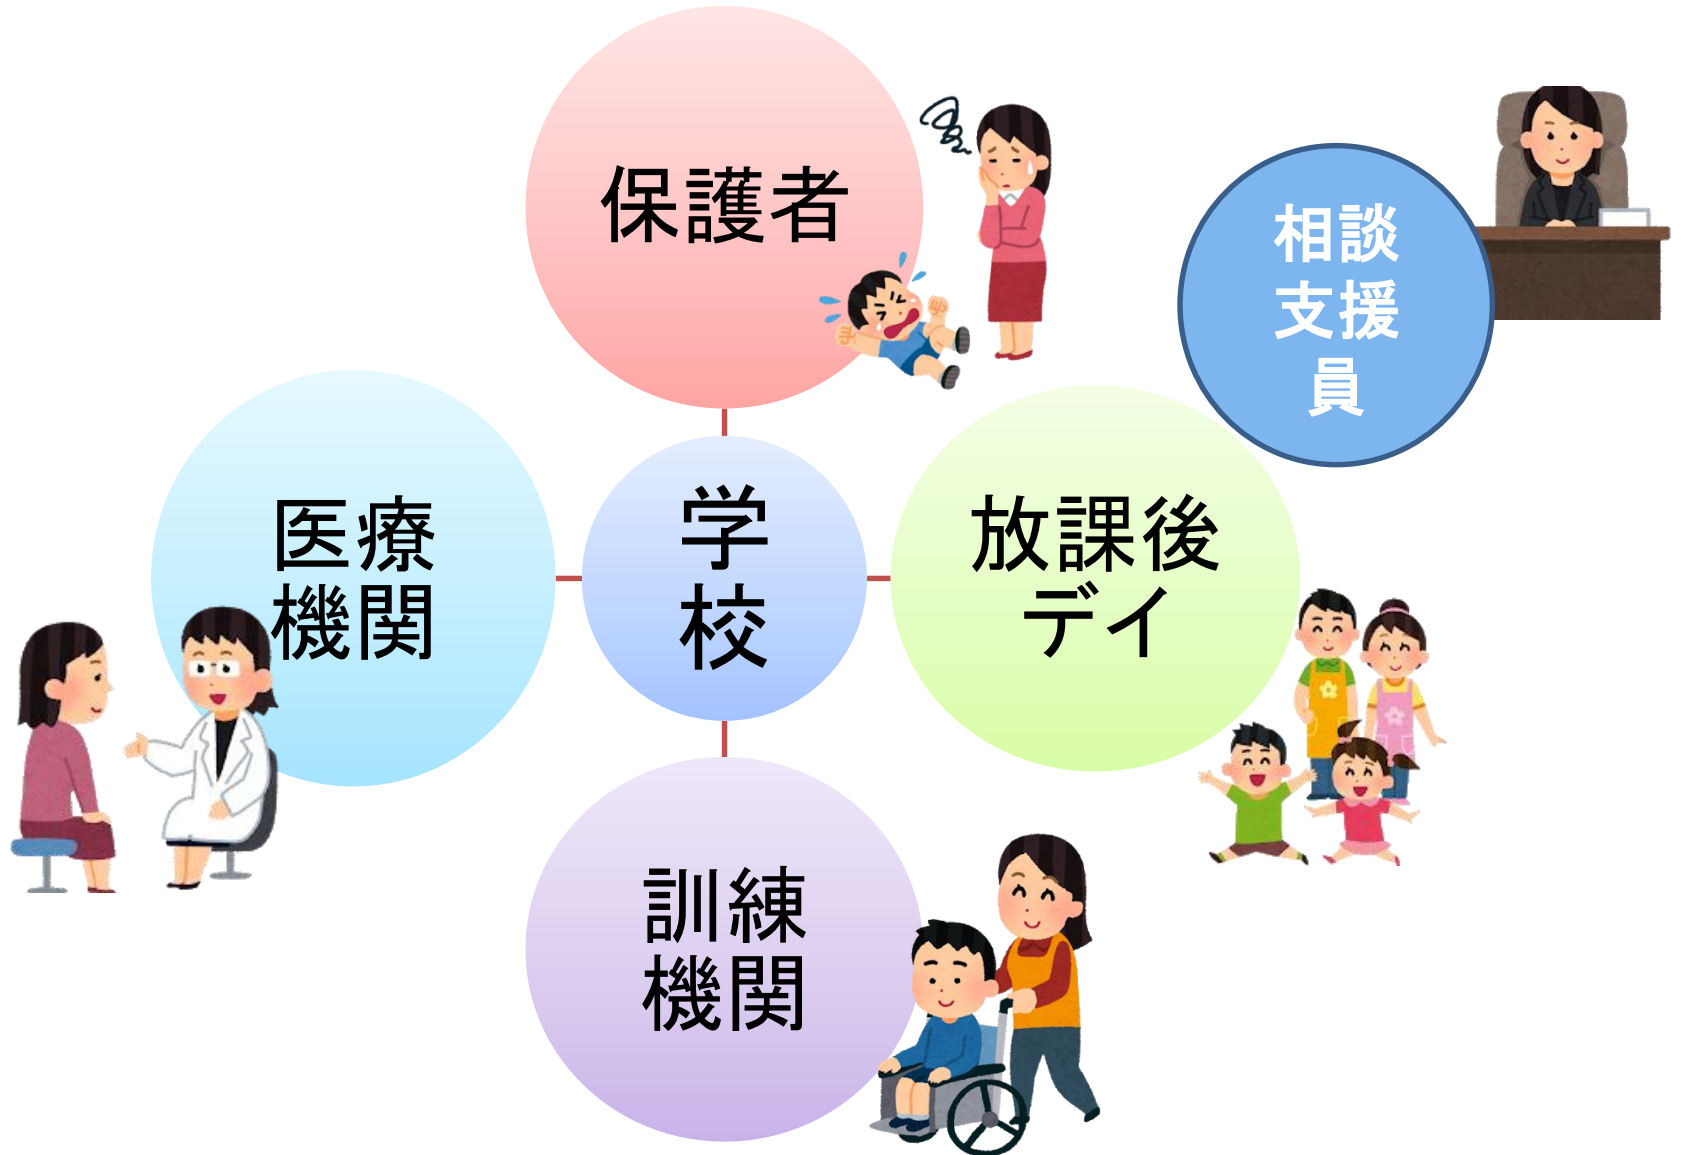 保護者
相談
支援
員
医療
機関
学
校
放課後
デイ
訓練
機関